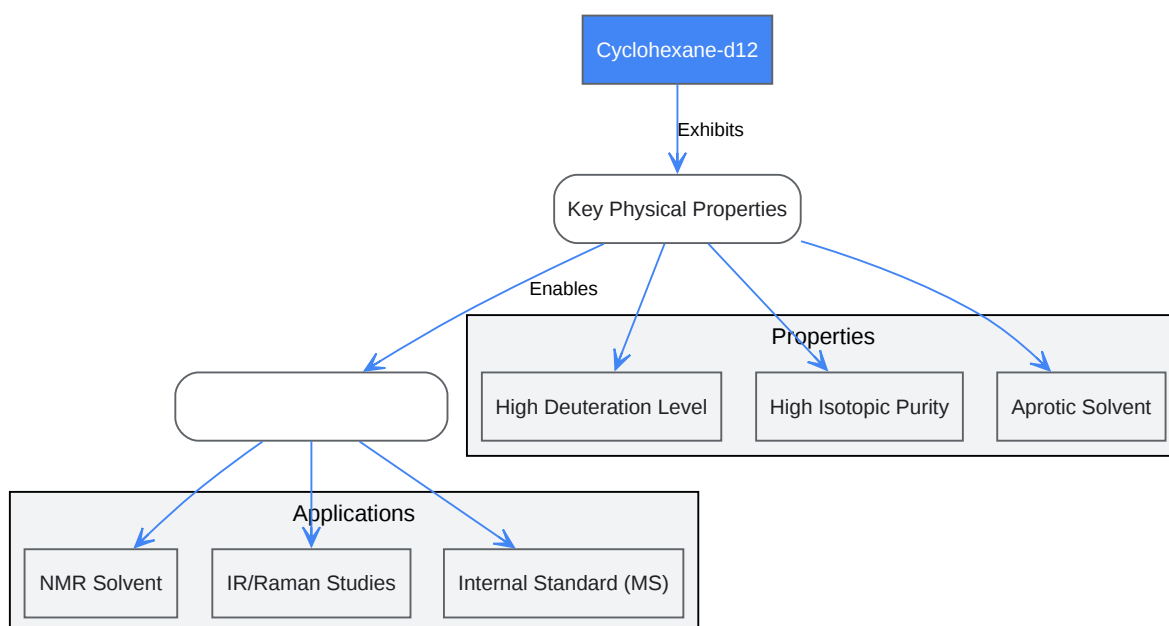 Cyclohexane-d12
Exhibits
Key Physical Properties
Enables
Properties
High Deuteration Level
High Isotopic Purity
Aprotic Solvent
Applications
NMR Solvent
IR/Raman Studies
Internal Standard (MS)